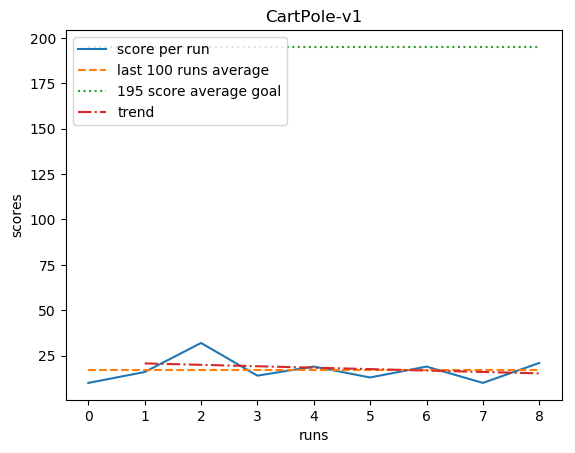 CartPole-v1
score per run
last 100 runs average
195 score average goal
trend
scores
200
175
150
125
100
75
50
25
0 1 2 3 4 5 6 7 8
runs